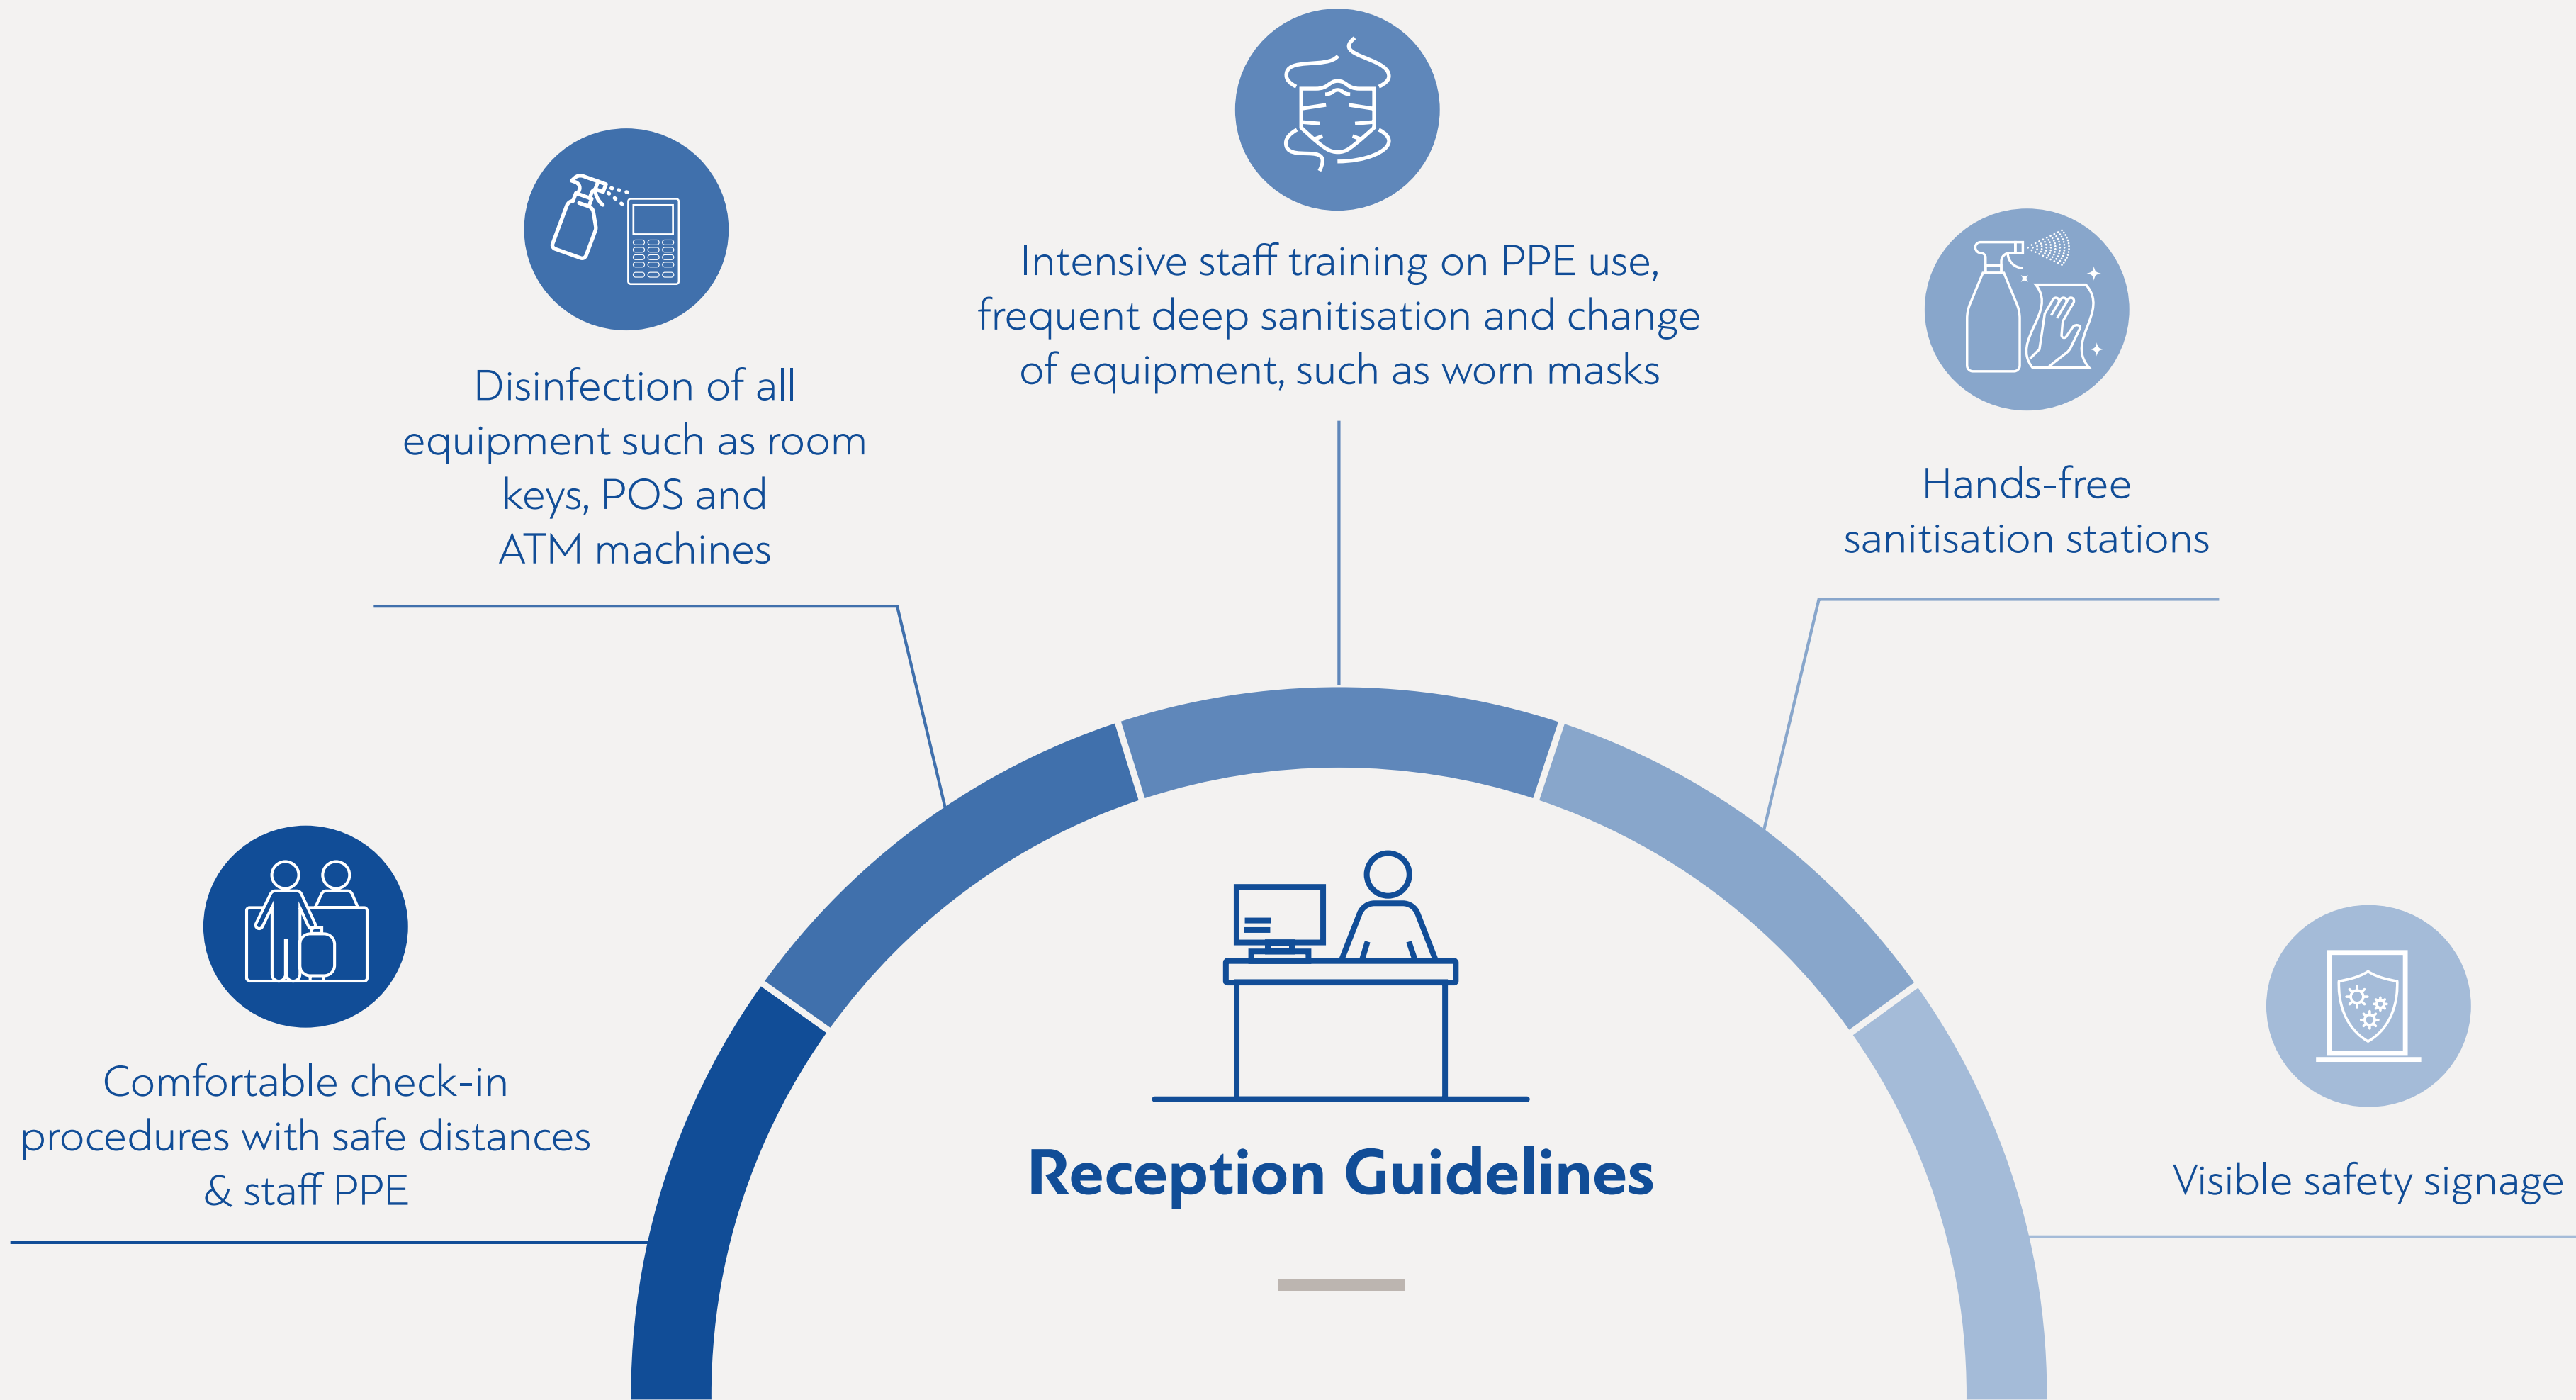 Intensive staff training on PPE use,
frequent deep sanitisation and change
of equipment, such as worn masks
Disinfection of all
equipment such as room
keys, POS and
ATM machines
Hands-free
sanitisation stations
Comfortable check-in
procedures with safe distances
& staff PPE
Reception Guidelines
Visible safety signage